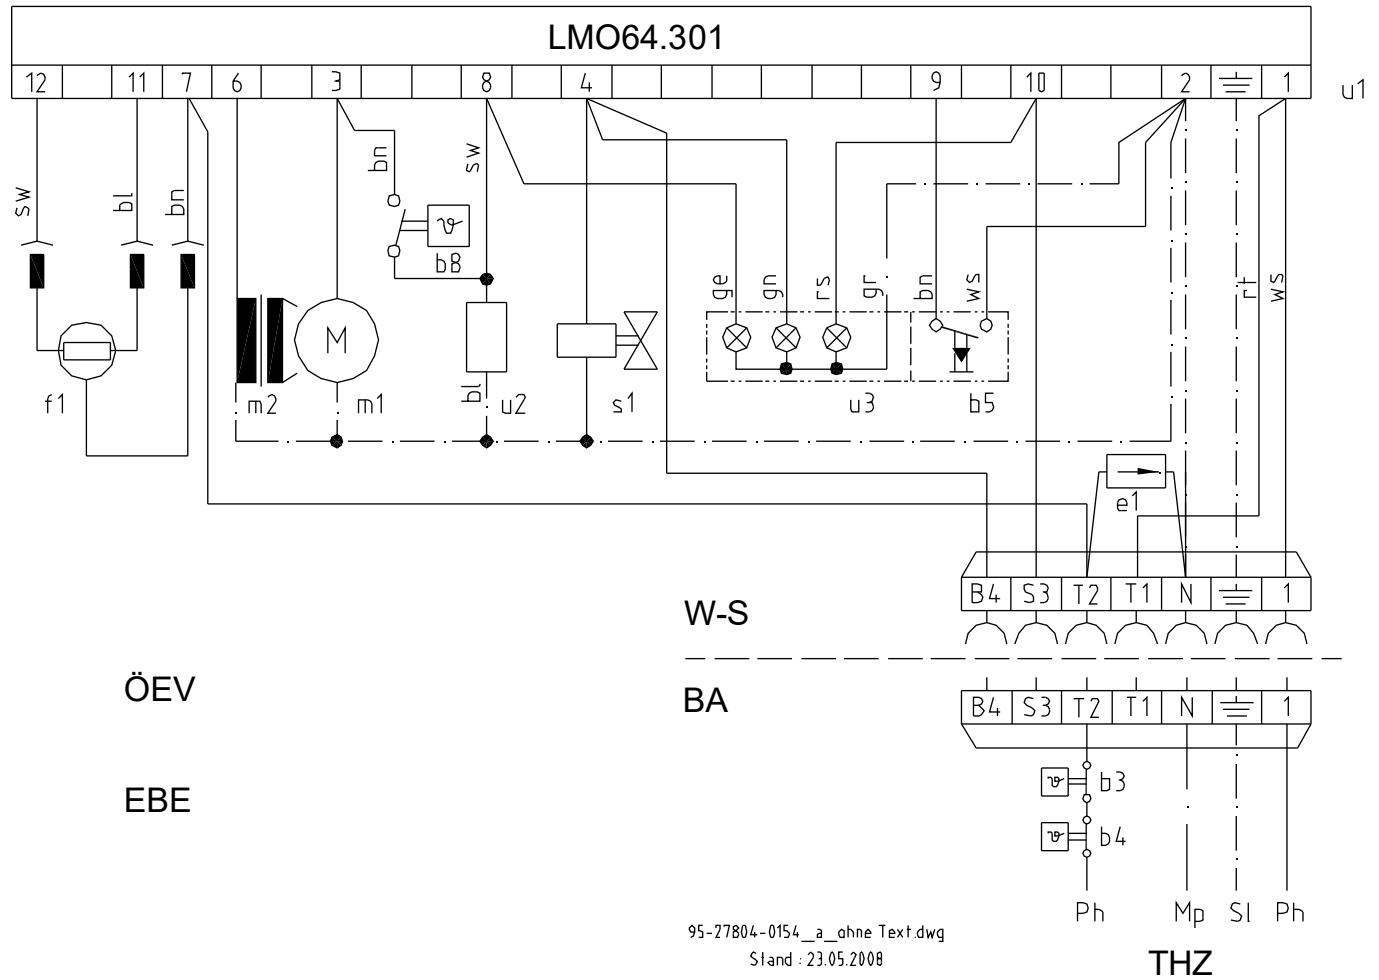 LMO64.301
12 11 7 6 3 8 4 9 10 2 1
u1
sw bl bn bn sw ge gn rs gr bn ws rt ws
ϑ
b8
M
f1 m2 m1 bl u2 s1 u3 b5
e1
B4 S3 T2 T1 N 1
W-S
ÖEV
BA
B4 S3 T2 T1 N 1
ϑ b3
EBE
ϑ b4
Ph Mp Sl Ph
95-27804-0154_a_ohne Text.dwg
Stand : 23.05.2008
THZ